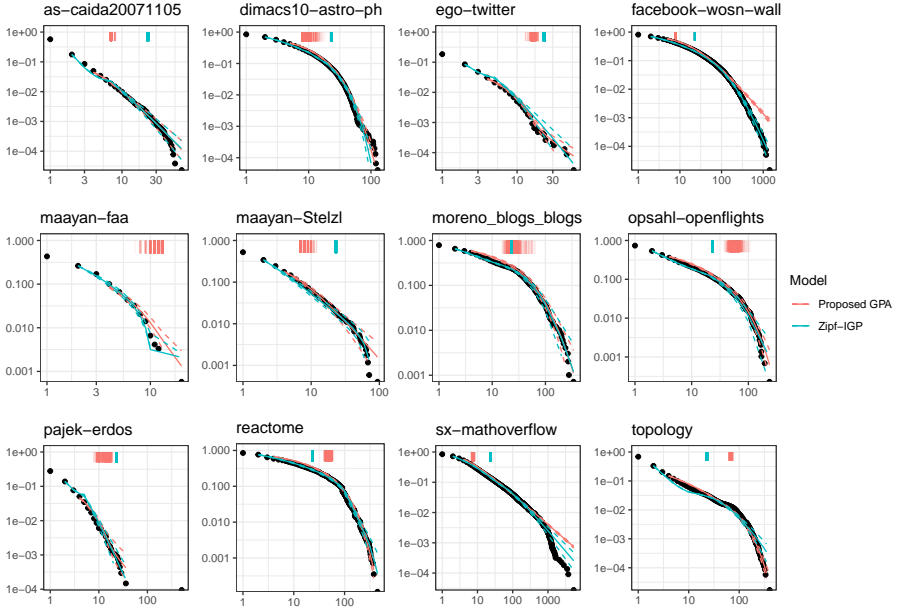 as-caida20071105 dimacs10-astro-ph ego-twitter facebook-wosn-wall
1e+00 1e+00 1e+00 1e+00
1e-01 1e-01 1e-01 1e-01
1e-02 1e-02 1e-02 1e-02
1e-03 1e-03 1e-03 1e-03
1e-04 1e-04 1e-04 1e-04
1 3 10 30 1 10 100 1 3 10 30 1 10 100 1000
maayan-faa maayan-Stelzl moreno_blogs_blogs opsahl-openflights
1.000 1.000 1.000 1.000
0.100 0.100 0.100 0.100
0.010 0.010 0.010 0.010
0.001 0.001 0.001 0.001
1 3 10 1 10 100 1 10 100 1 10 100
Model
Proposed GPA
Zipf-IGP
pajek-erdos reactome sx-mathoverflow topology
1e+00 1.000 1e+00 1e+00
1e-01 0.100 1e-01 1e-01
1e-02 0.010 1e-02 1e-02
1e-03 0.001 1e-03 1e-03
1e-04 1e-04 1e-04
1 10 100 1 10 100 1 10 100 1000 1 10 100